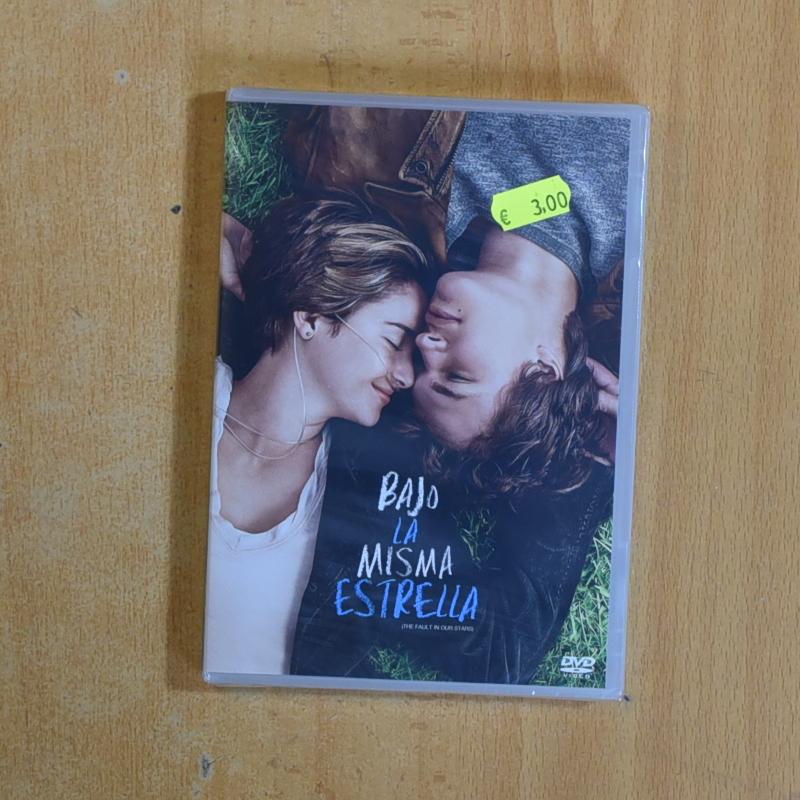 € 3,00
BAJO
LA
MISMA
ESTRELLA
(THE FAULT IN OUR STARS)
DVD
VIDEO